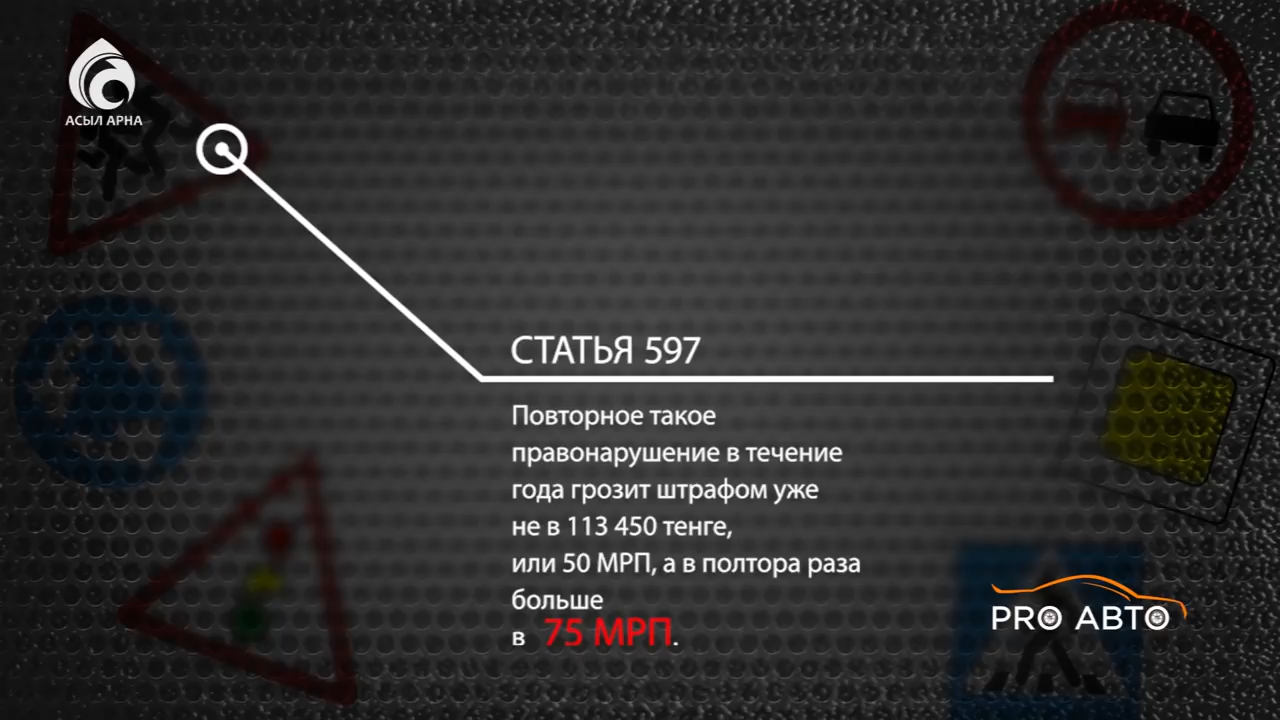 АСЫЛ АРНА
СТАТЬЯ 597
Повторное такое
правонарушение в течение
года грозит штрафом уже
не в 113 450 тенге,
или 50 МРП, а в полтора раза
больше
в 75 МРП.
PRO АВТО